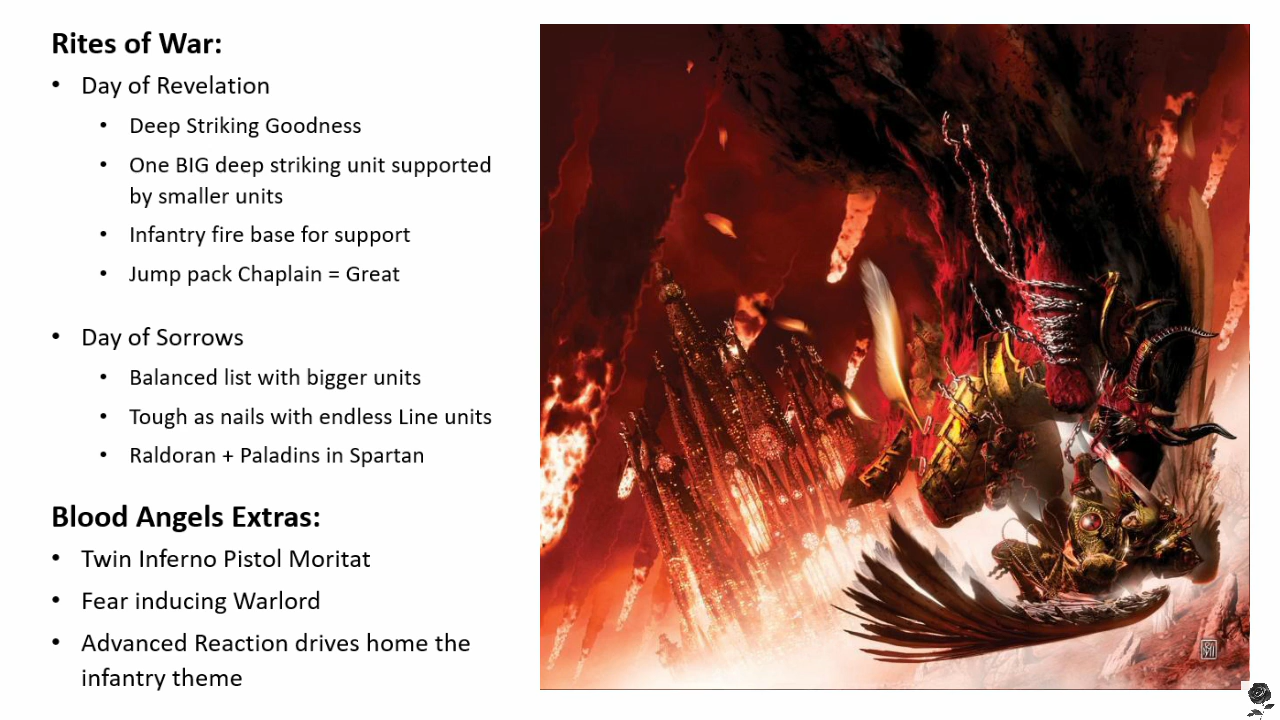 Rites of War:
• Day of Revelation
• Deep Striking Goodness
• One BIG deep striking unit supported
by smaller units
• Infantry fire base for support
• Jump pack Chaplain = Great
• Day of Sorrows
• Balanced list with bigger units
• Tough as nails with endless Line units
• Raldoran + Paladins in Spartan
Blood Angels Extras:
• Twin Inferno Pistol Moritat
• Fear inducing Warlord
• Advanced Reaction drives home the
infantry theme